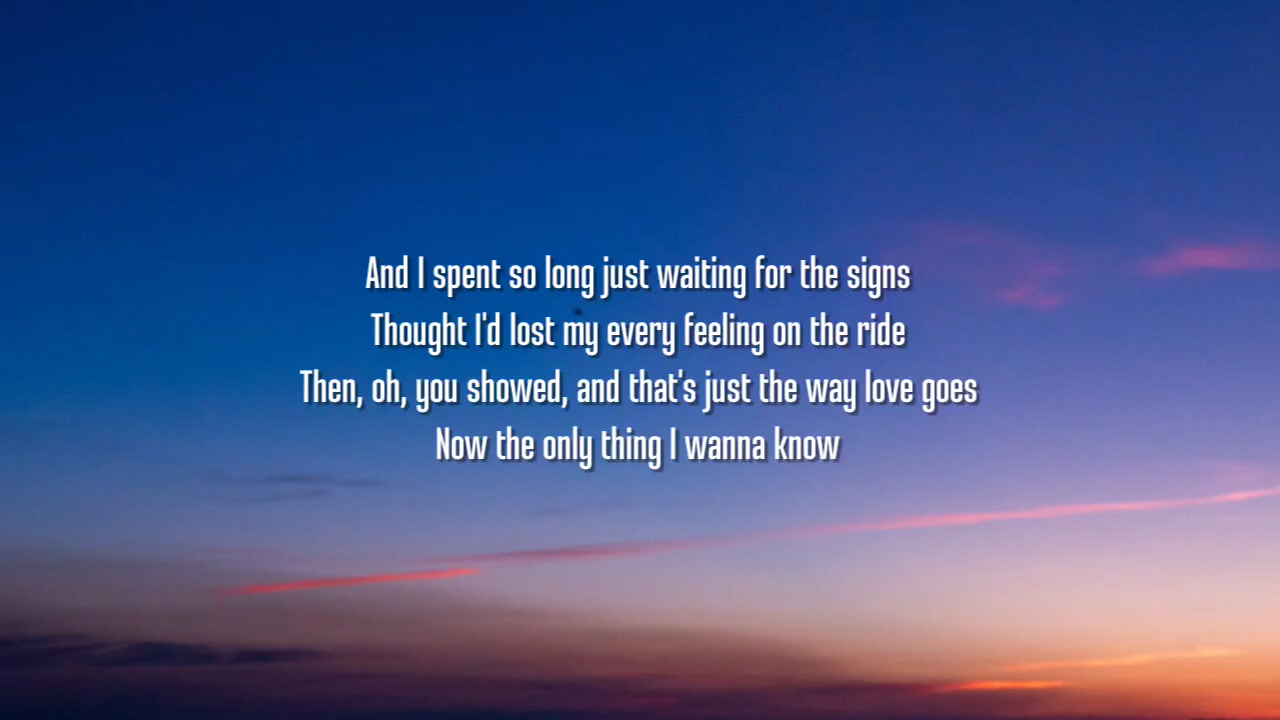 And I spent so long just waiting for the signs
Thought I'd lost my every feeling on the ride
Then, oh, you showed, and that's just the way love goes
Now the only thing I wanna know